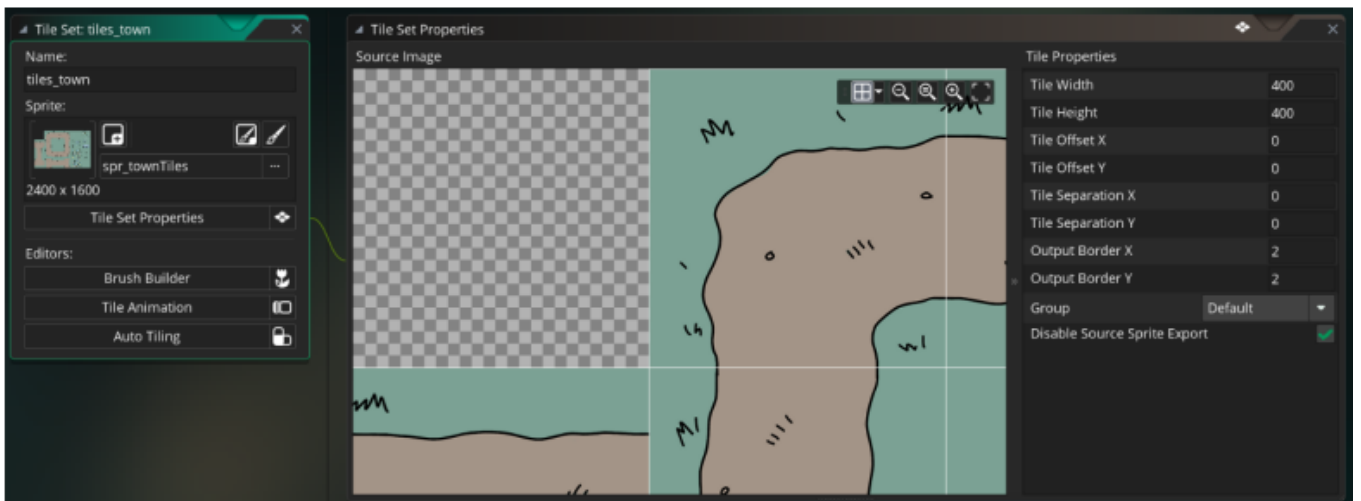 Tile Set: tiles_town
Name:
tiles_town
Sprite:
spr_townTiles
...
2400 x 1600
Tile Set Properties
Editors:
Brush Builder
Tile Animation
Auto Tiling
Tile Set Properties
Source Image
Tile Properties
Tile Width 400
Tile Height 400
Tile Offset X 0
Tile Offset Y 0
Tile Separation X 0
Tile Separation Y 0
Output Border X 2
Output Border Y 2
Group Default
Disable Source Sprite Export